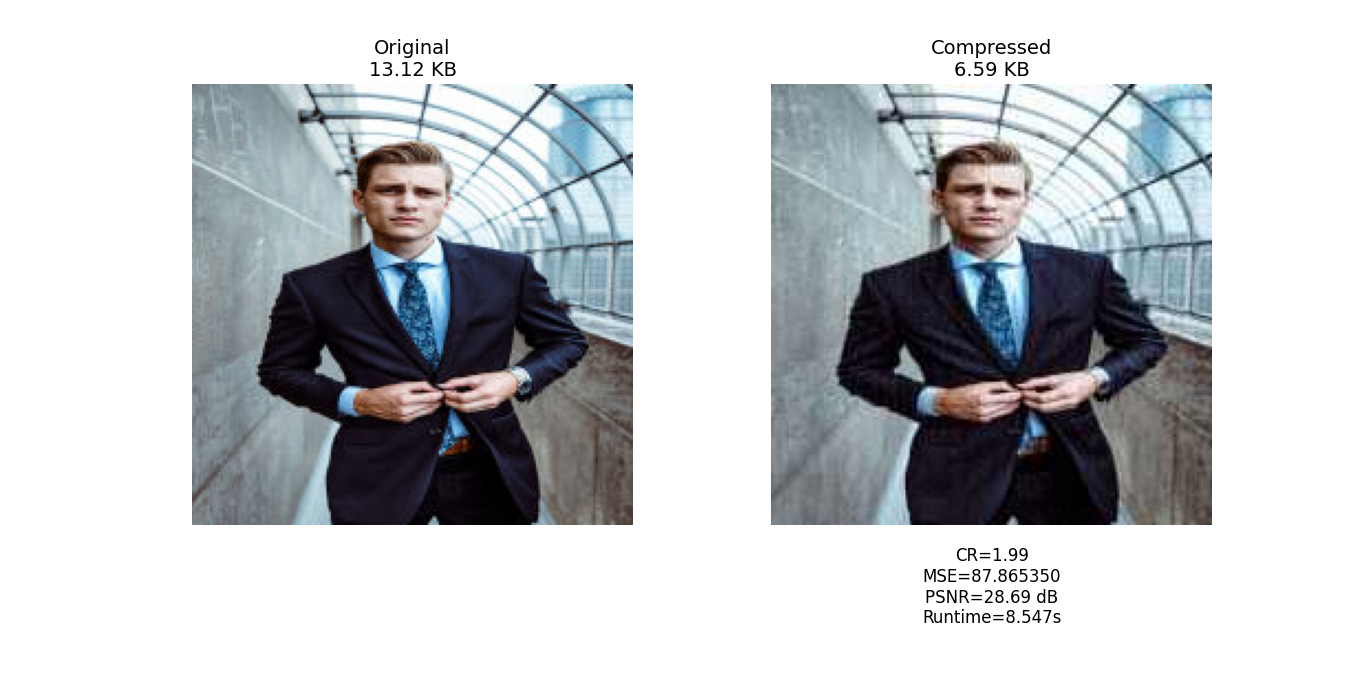 Original
13.12 KB
Compressed
6.59 KB
CR=1.99
MSE=87.865350
PSNR=28.69 dB
Runtime=8.547s